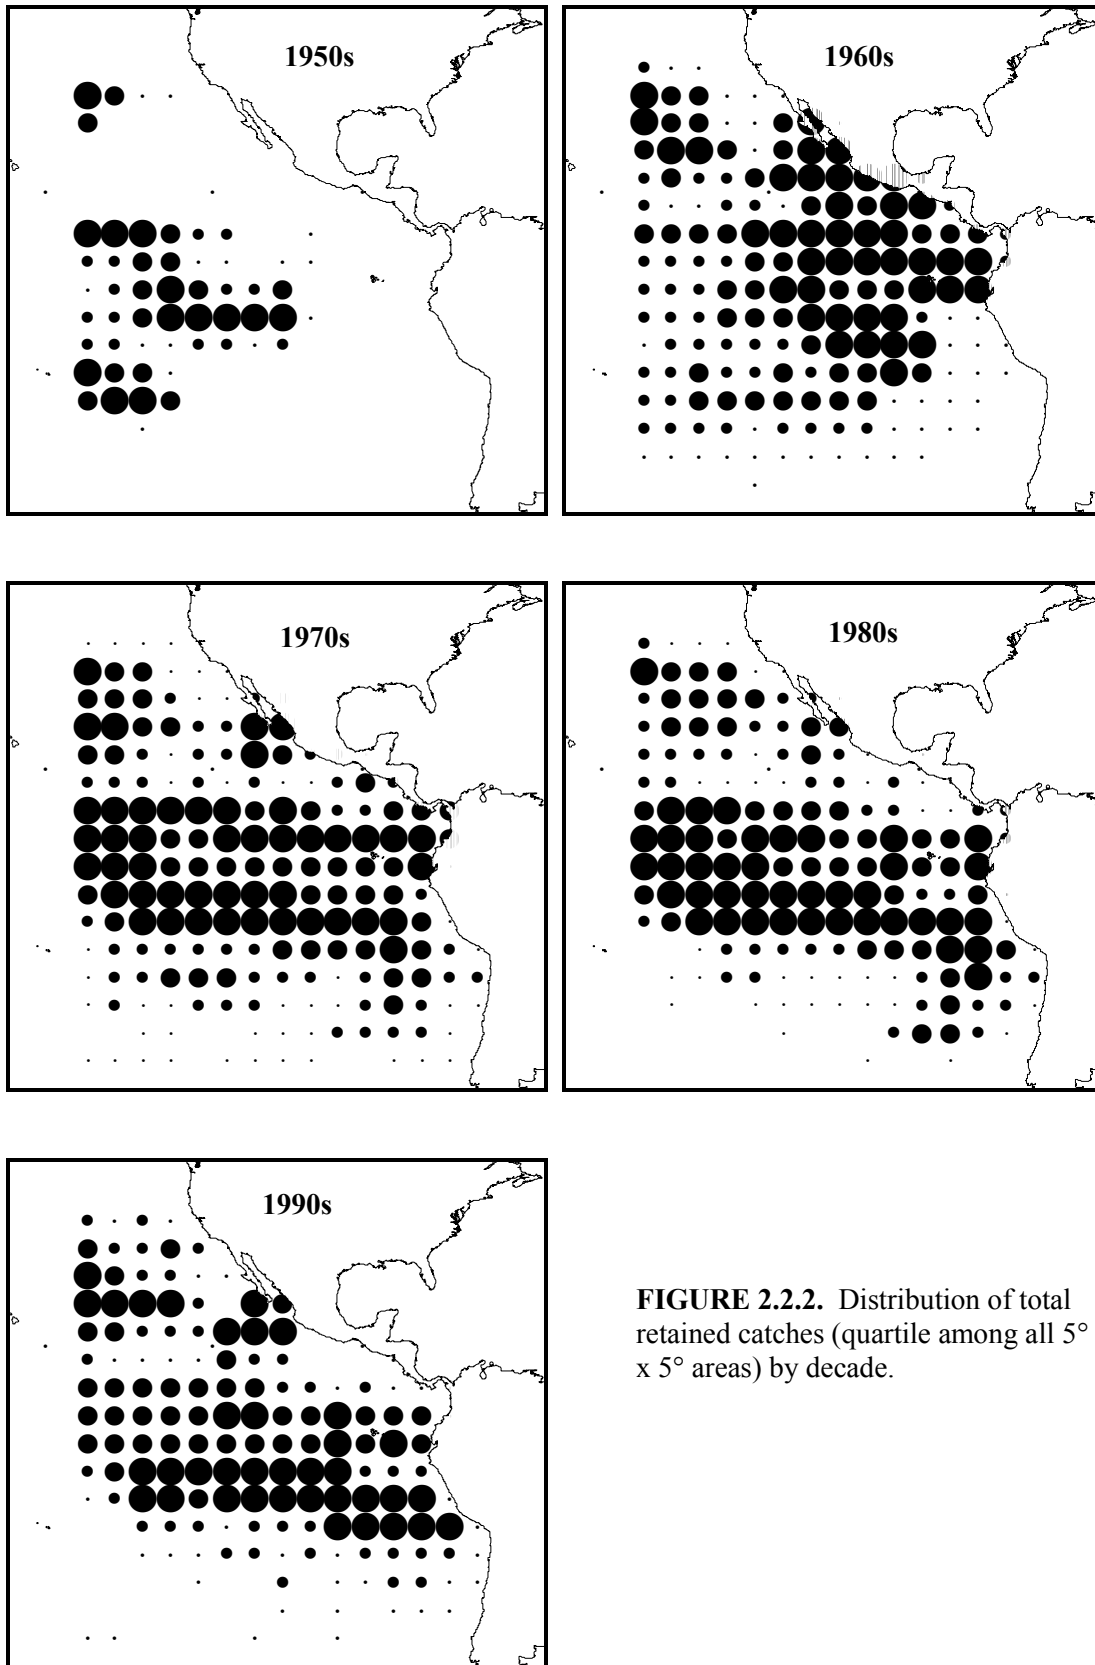 1950s
1960s
1970s
1980s
1990s
FIGURE 2.2.2. Distribution of total
retained catches (quartile among all 5°
x 5° areas) by decade.